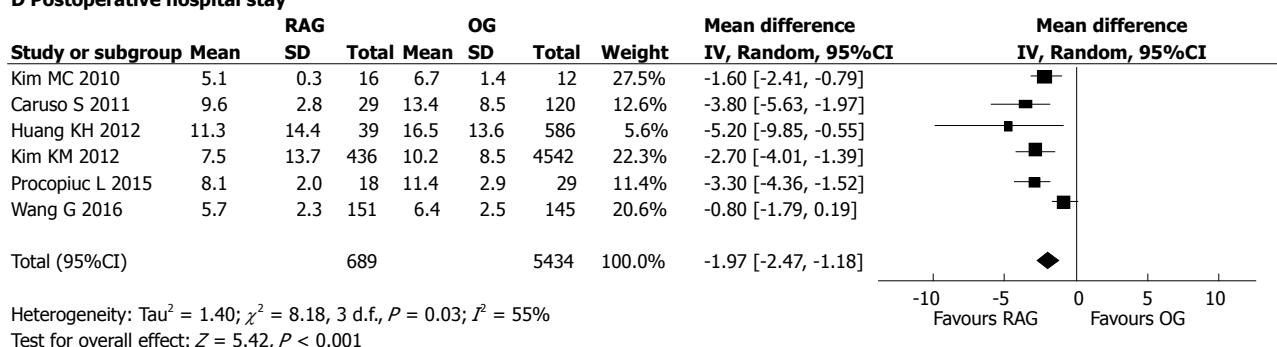 D Postoperative hospital stay
RAG OG Mean difference Mean difference
Study or subgroup Mean SD Total Mean SD Total Weight IV, Random, 95%CI IV, Random, 95%CI
Kim MC 2010 5.1 0.3 16 6.7 1.4 12 27.5% -1.60 [-2.41, -0.79]
Caruso S 2011 9.6 2.8 29 13.4 8.5 120 12.6% -3.80 [-5.63, -1.97]
Huang KH 2012 11.3 14.4 39 16.5 13.6 586 5.6% -5.20 [-9.85, -0.55]
Kim KM 2012 7.5 13.7 436 10.2 8.5 4542 22.3% -2.70 [-4.01, -1.39]
Procopiuc L 2015 8.1 2.0 18 11.4 2.9 29 11.4% -3.30 [-4.36, -1.52]
Wang G 2016 5.7 2.3 151 6.4 2.5 145 20.6% -0.80 [-1.79, 0.19]
Total (95%CI) 689 5434 100.0% -1.97 [-2.47, -1.18]
-10 -5 0 5 10
Favours RAG Favours OG
Heterogeneity: Tau² = 1.40; χ² = 8.18, 3 d.f., P = 0.03; I² = 55%
Test for overall effect: Z = 5.42, P < 0.001